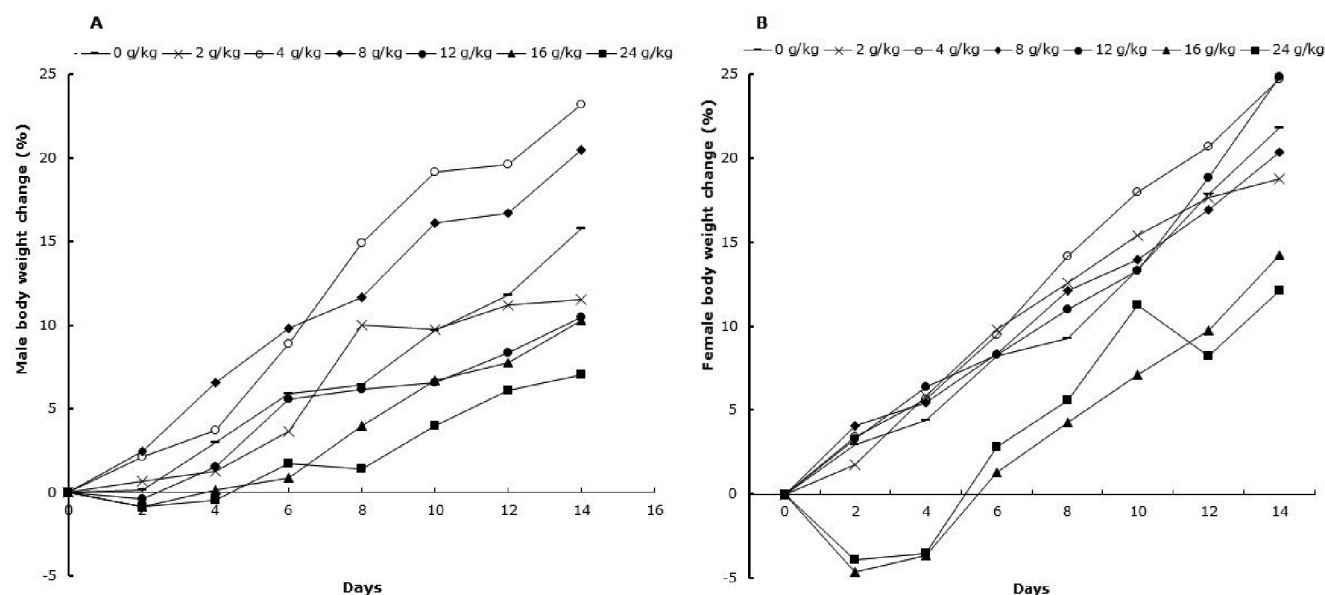 A
0 g/kg 2 g/kg 4 g/kg 8 g/kg 12 g/kg 16 g/kg 24 g/kg
Male body weight change (%)
25
20
15
10
5
0
-5
0 2 4 6 8 10 12 14 16
Days
B
0 g/kg 2 g/kg 4 g/kg 8 g/kg 12 g/kg 16 g/kg 24 g/kg
Female body weight change (%)
25
20
15
10
5
0
-5
0 2 4 6 8 10 12 14
Days